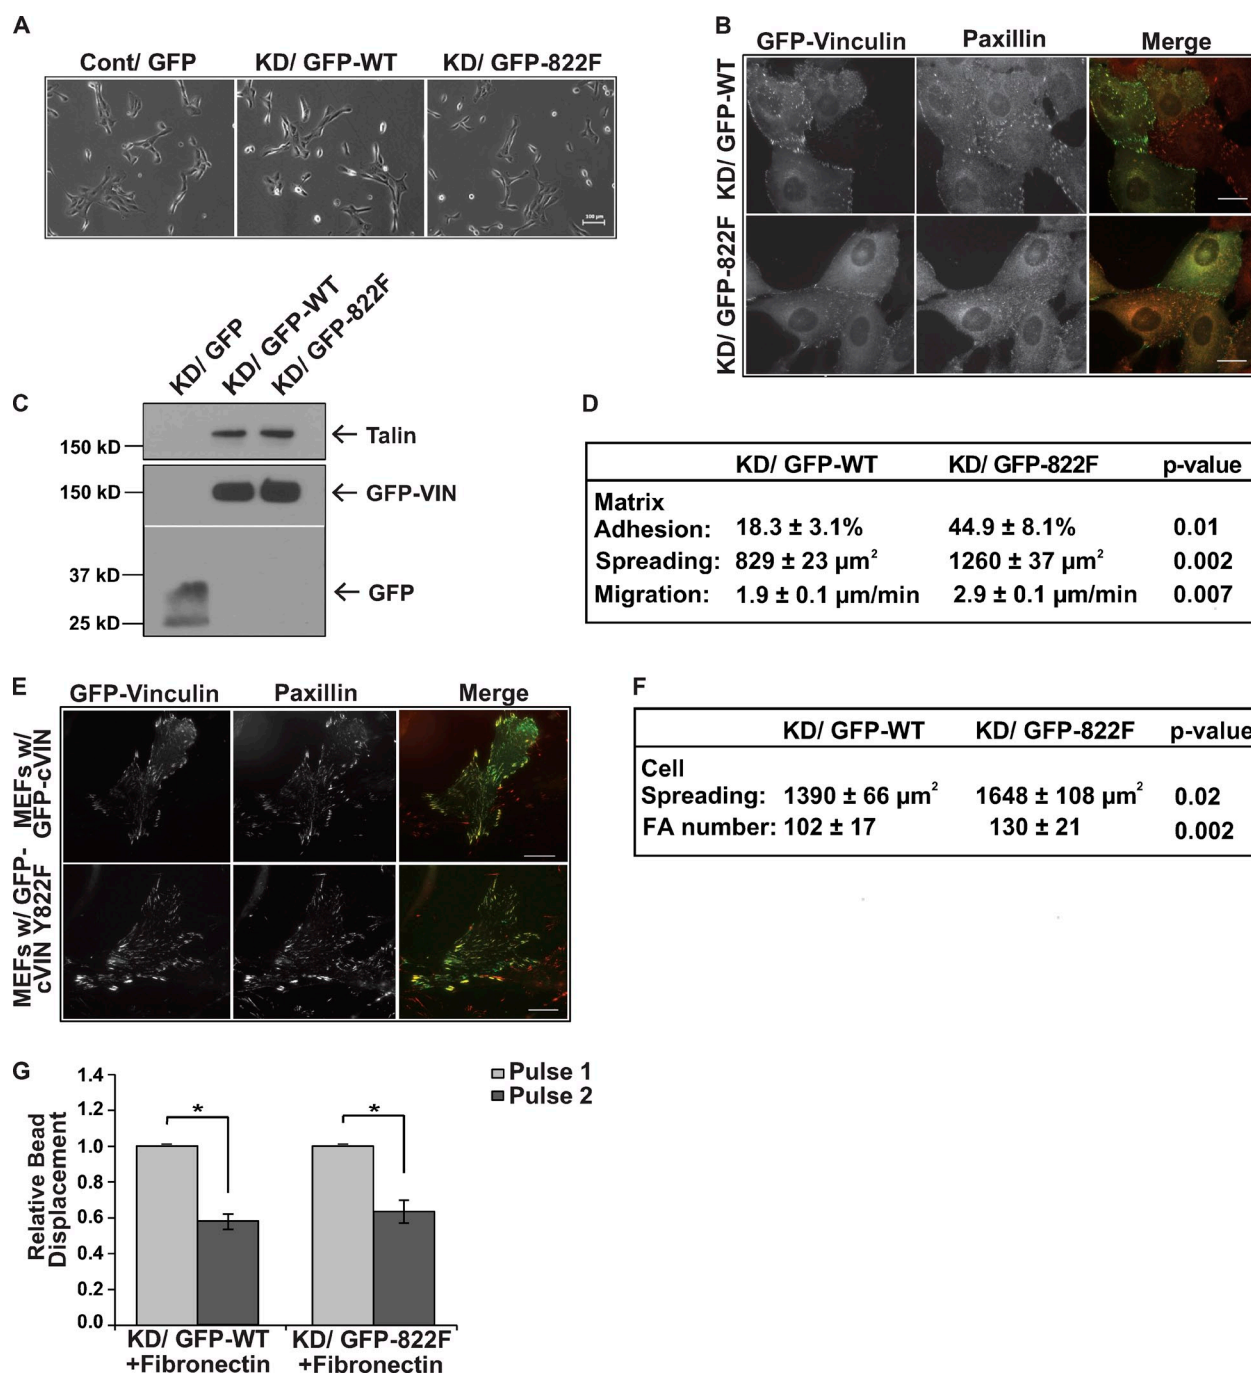 A
Cont/ GFP KD/ GFP-WT KD/ GFP-822F
100 µm
B
GFP-Vinculin Paxillin Merge
KD/ GFP-WT
KD/ GFP-822F
C
KD/ GFP
KD/ GFP-WT
KD/ GFP-822F
150 kD
Talin
150 kD
GFP-VIN
37 kD
GFP
25 kD
D
KD/ GFP-WT KD/ GFP-822F p-value
Matrix
Adhesion: 18.3 ± 3.1% 44.9 ± 8.1% 0.01
Spreading: 829 ± 23 µm² 1260 ± 37 µm² 0.002
Migration: 1.9 ± 0.1 µm/min 2.9 ± 0.1 µm/min 0.007
E
GFP-Vinculin Paxillin Merge
MEFs w/
GFP-cVIN
MEFs w/ GFP-
cVIN Y822F
F
KD/ GFP-WT KD/ GFP-822F p-value
Cell
Spreading: 1390 ± 66 µm² 1648 ± 108 µm² 0.02
FA number: 102 ± 17 130 ± 21 0.002
G
Relative Bead
Displacement
1.4
1.2
1.0
0.8
0.6
0.4
0.2
0.0
* *
Pulse 1
Pulse 2
KD/ GFP-WT KD/ GFP-822F
+Fibronectin +Fibronectin